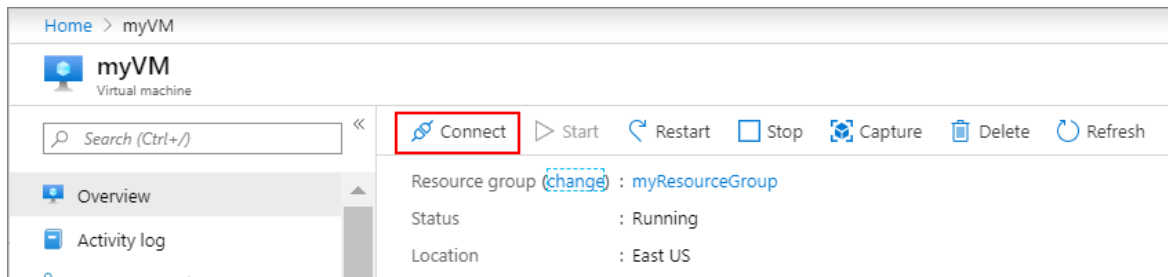 Home > myVM
myVM
Virtual machine
Search (Ctrl+/)
«
Connect Start Restart Stop Capture Delete Refresh
Overview
Activity log
Resource group (change) : myResourceGroup
Status : Running
Location : East US